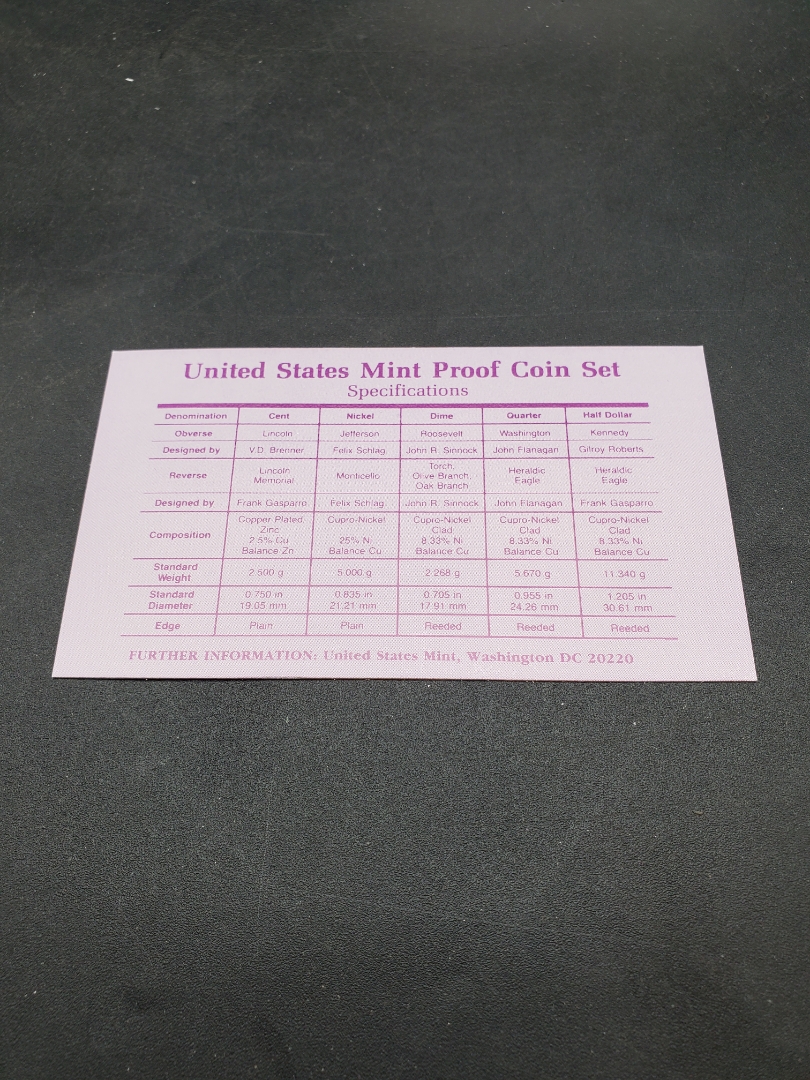 United States Mint Proof Coin Set
Specifications
Denomination Cent Nickel Dime Quarter Half Dollar
Obverse Lincoln Jefferson Roosevelt Washington Kennedy
Designed by V.D. Brenner Felix Schlag John R. Sinnock John Flanagan Gilroy Roberts
Reverse Lincoln Memorial Monticello Torch, Olive Branch, Oak Branch Heraldic Eagle Heraldic Eagle
Designed by Frank Gasparro Felix Schlag John R. Sinnock John Flanagan Frank Gasparro
Composition Copper Plated Zinc 2.5% Cu Balance Zn Cupro-Nickel 25% Ni Balance Cu Cupro-Nickel Clad 8.33% Ni Balance Cu Cupro-Nickel Clad 8.33% Ni Balance Cu Cupro-Nickel Clad 8.33% Ni Balance Cu
Standard Weight 2.500 g 5.000 g 2.268 g 5.670 g 11.340 g
Standard Diameter 0.750 in 19.05 mm 0.835 in 21.21 mm 0.705 in 17.91 mm 0.955 in 24.26 mm 1.205 in 30.61 mm
Edge Plain Plain Reeded Reeded Reeded
FURTHER INFORMATION: United States Mint, Washington DC 20220